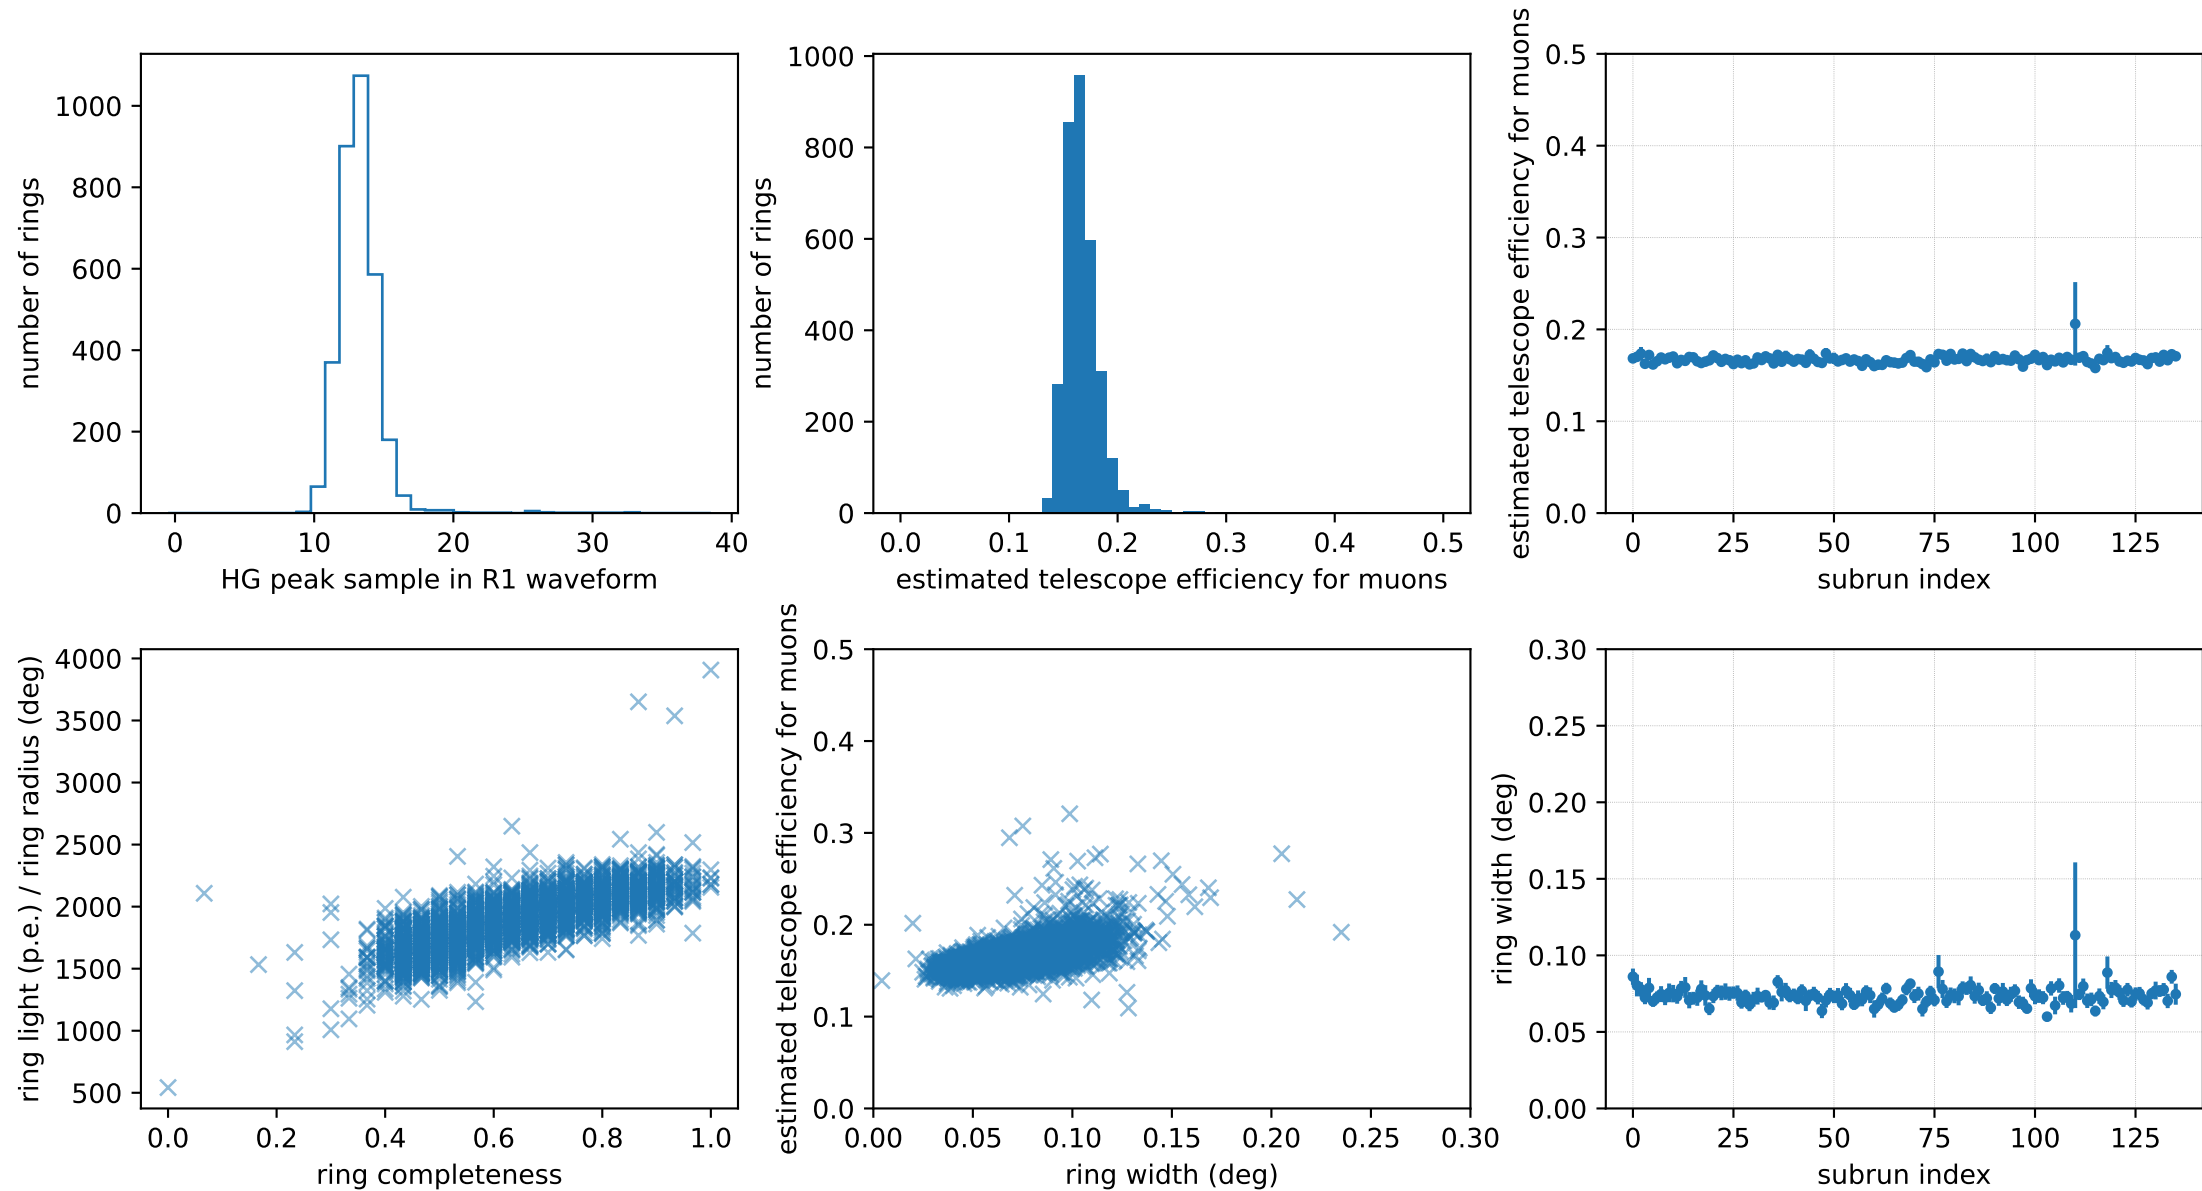 number of rings
1000
800
600
400
200
0
0 10 20 30 40
HG peak sample in R1 waveform
number of rings
1000
800
600
400
200
0
0.0 0.1 0.2 0.3 0.4 0.5
estimated telescope efficiency for muons
estimated telescope efficiency for muons
0.5
0.4
0.3
0.2
0.1
0.0
0 25 50 75 100 125
subrun index
ring light (p.e.) / ring radius (deg)
4000
3500
3000
2500
2000
1500
1000
500
0.0 0.2 0.4 0.6 0.8 1.0
ring completeness
estimated telescope efficiency for muons
0.5
0.4
0.3
0.2
0.1
0.0
0.00 0.05 0.10 0.15 0.20 0.25 0.30
ring width (deg)
ring width (deg)
0.30
0.25
0.20
0.15
0.10
0.05
0.00
0 25 50 75 100 125
subrun index